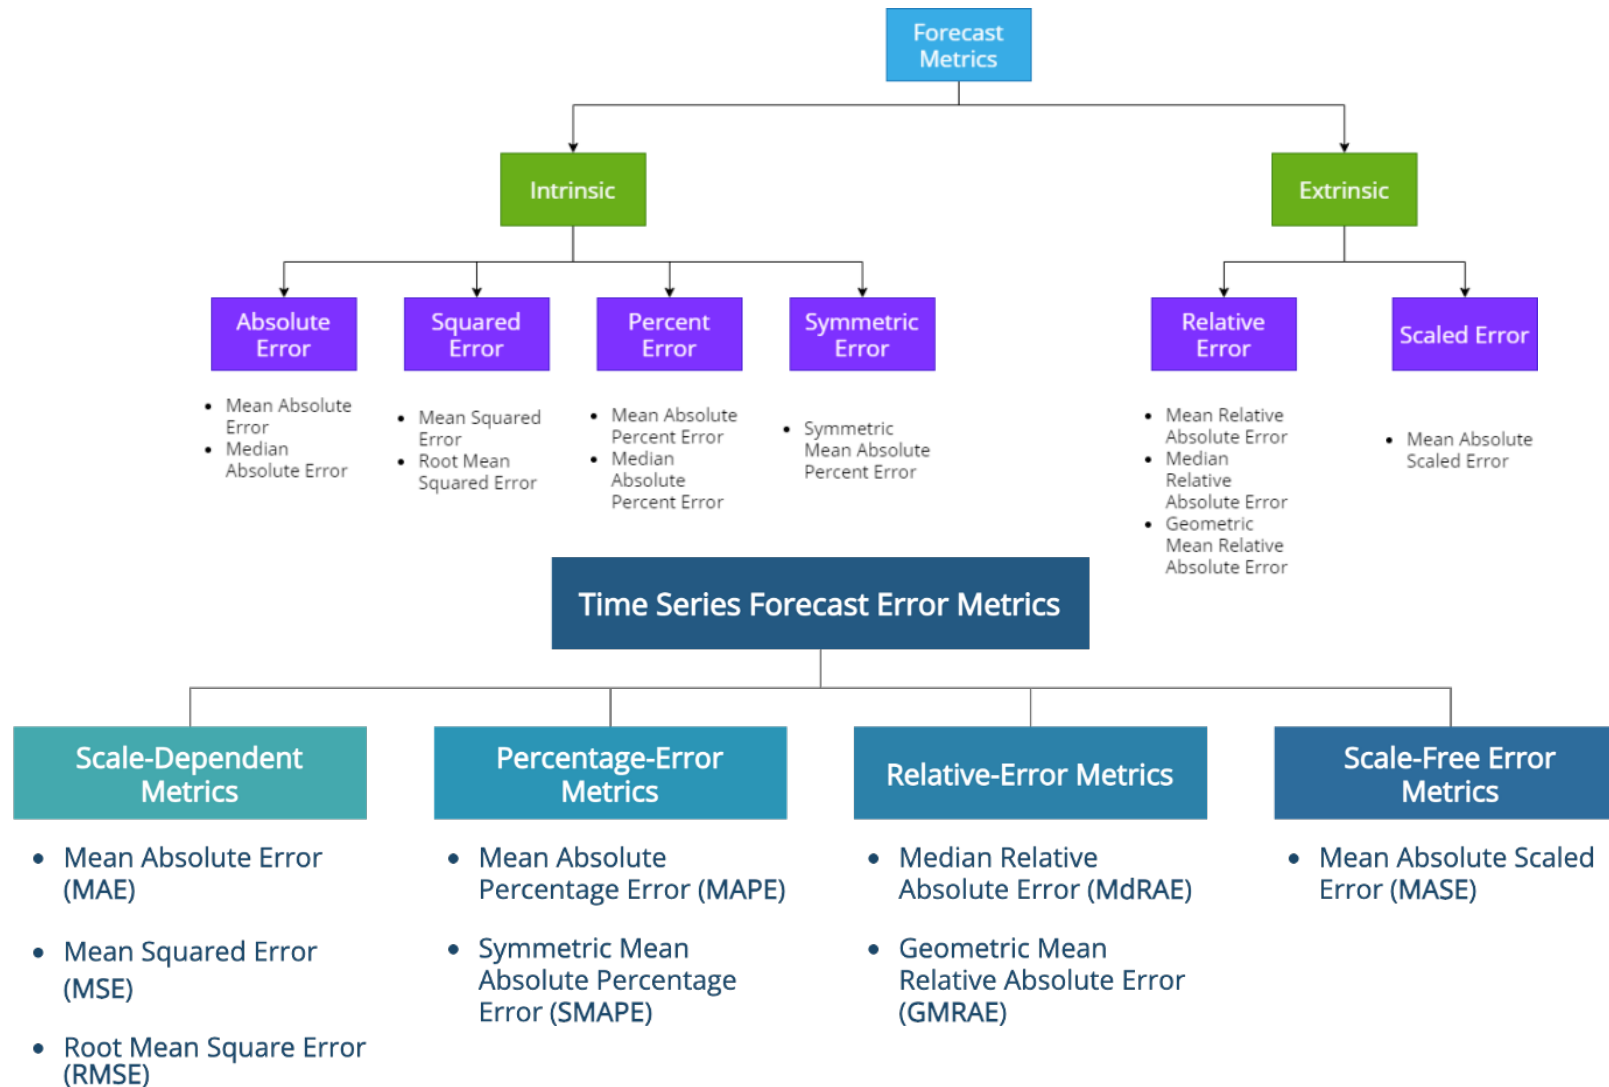 Forecast
Metrics
Intrinsic
Extrinsic
Absolute
Error
Squared
Error
Percent
Error
Symmetric
Error
Relative
Error
Scaled Error
• Mean Absolute
Error
• Median
Absolute Error
• Mean Squared
Error
• Root Mean
Squared Error
• Mean Absolute
Percent Error
• Median
Absolute
Percent Error
• Symmetric
Mean Absolute
Percent Error
• Mean Relative
Absolute Error
• Median
Relative
Absolute Error
• Geometric
Mean Relative
Absolute Error
• Mean Absolute
Scaled Error
Time Series Forecast Error Metrics
Scale-Dependent
Metrics
Percentage-Error
Metrics
Relative-Error Metrics
Scale-Free Error
Metrics
• Mean Absolute Error
(MAE)
• Mean Squared Error
(MSE)
• Root Mean Square Error
(RMSE)
• Mean Absolute
Percentage Error (MAPE)
• Symmetric Mean
Absolute Percentage
Error (SMAPE)
• Median Relative
Absolute Error (MdRAE)
• Geometric Mean
Relative Absolute Error
(GMRAE)
• Mean Absolute Scaled
Error (MASE)